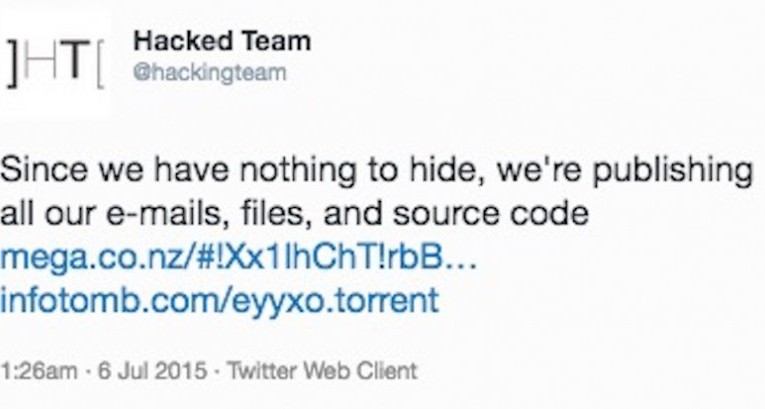 ]HT[
Hacked Team
@hackingteam
Since we have nothing to hide, we're publishing
all our e-mails, files, and source code
mega.co.nz/#!Xx1lhChT!rbB...
infotomb.com/eyyxo.torrent
1:26am · 6 Jul 2015 · Twitter Web Client